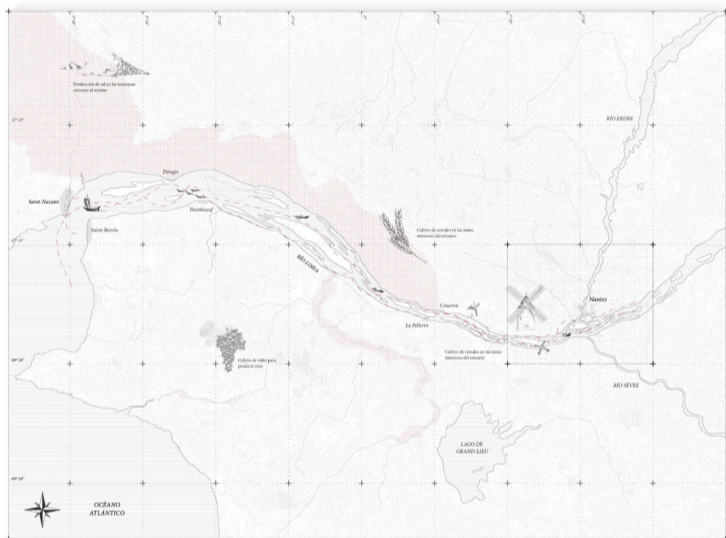 Producción de sal en las marismas
cercanas al estuario
RÍO ERDRE
Donges
Saint-Nazaire
Paimboeuf
Saint-Brevin
Cultivo de cereales en las zonas
interiores del estuario
RÍO LOIRA
Nantes
Couëron
La Pellerin
Cultivo de cereales en las zonas
interiores del estuario
Cultivo de vides para
producir vino
RÍO SÈVRE
LAGO DE
GRAND-LIEU
OCÉANO
ATLÁNTICO